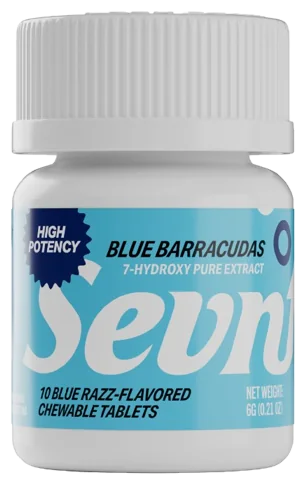 HIGH
POTENCY
BLUE BARRACUDAS
7-HYDROXY PURE EXTRACT
Sevn
10 BLUE RAZZ-FLAVORED
CHEWABLE TABLETS
NET WEIGHT:
6G (0.21 OZ)